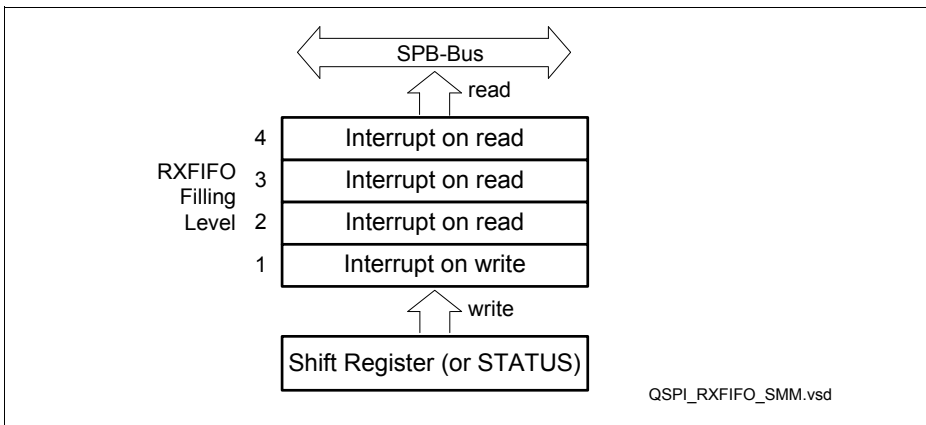 SPB-Bus
read
4 Interrupt on read
RXFIFO
Filling
Level
3 Interrupt on read
2 Interrupt on read
1 Interrupt on write
write
Shift Register (or STATUS)
QSPI_RXFIFO_SMM.vsd